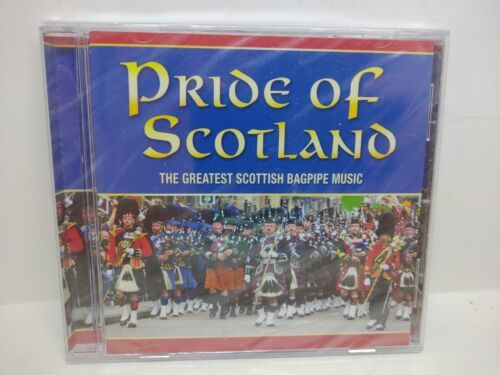 PRIDE OF
SCOTLAND
THE GREATEST SCOTTISH BAGPIPE MUSIC